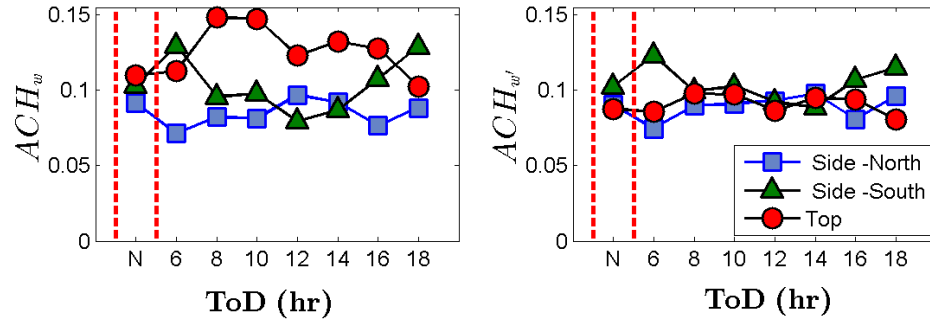 0.15
0.1
0.05
0
ACH_w
N 6 8 10 12 14 16 18
ToD (hr)
0.15
0.1
0.05
0
ACH_w'
Side -North
Side -South
Top
N 6 8 10 12 14 16 18
ToD (hr)